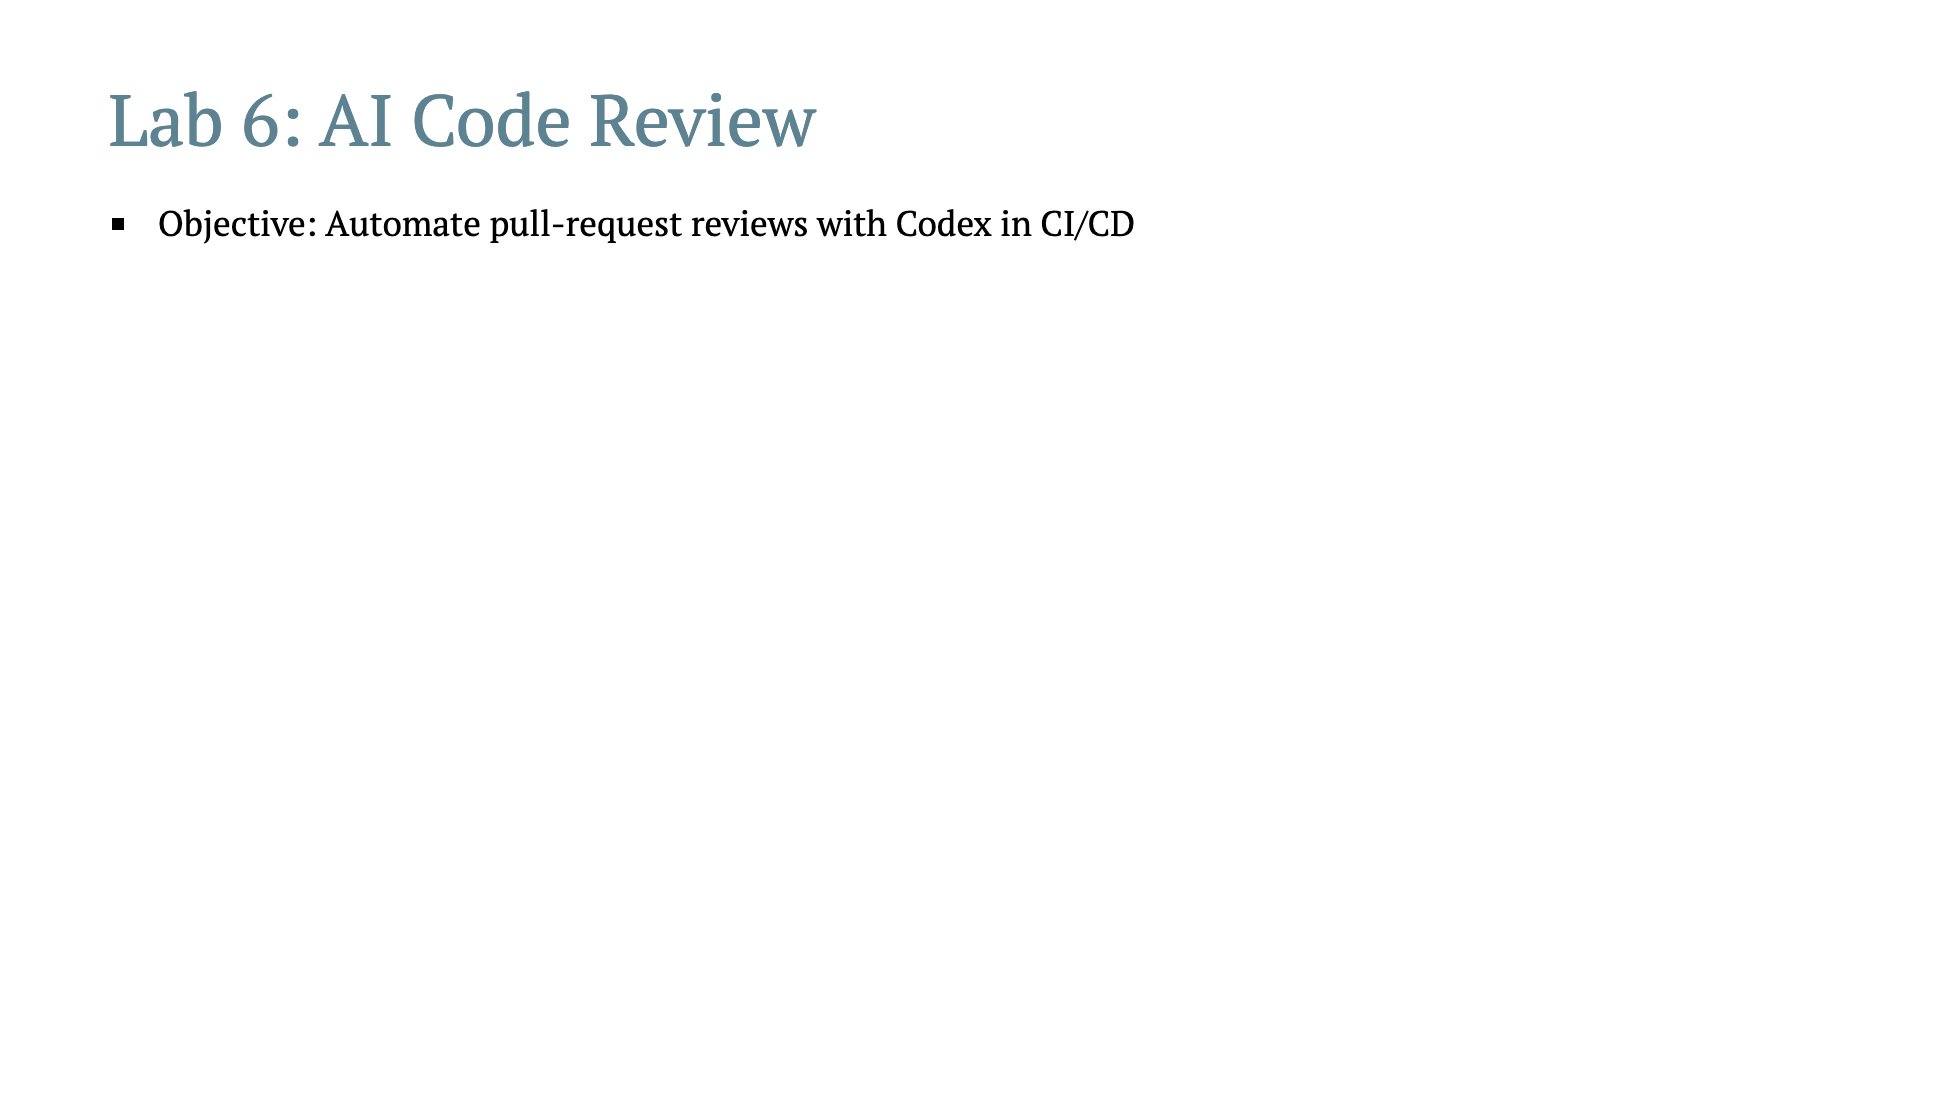 Lab 6: AI Code Review
▪ Objective: Automate pull-request reviews with Codex in CI/CD